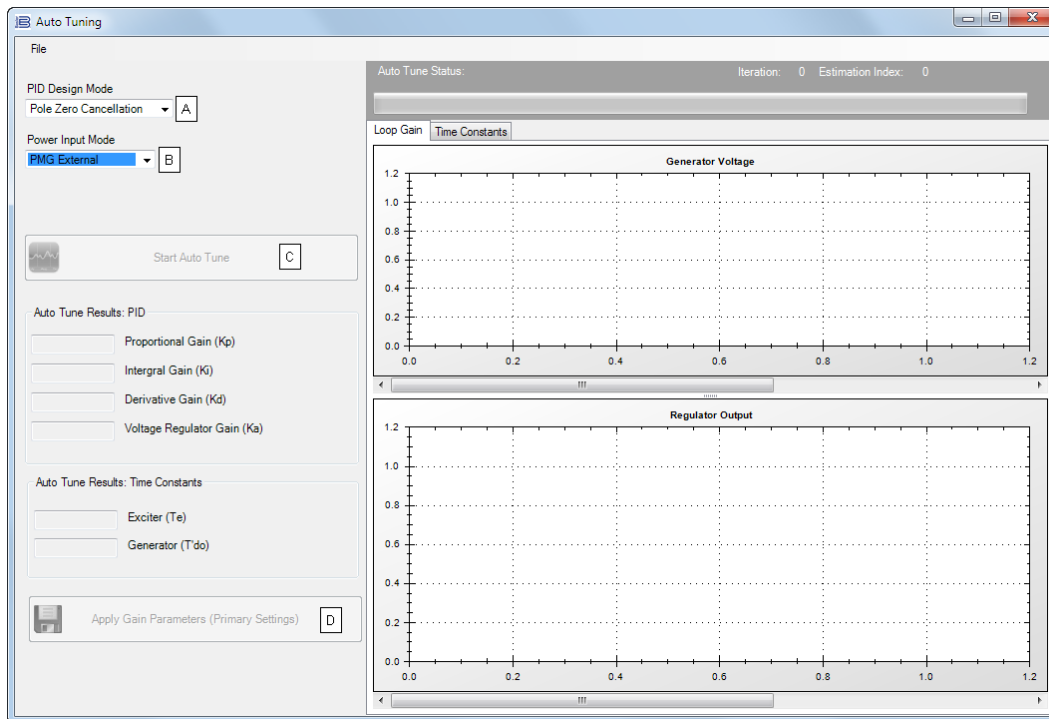 Auto Tuning
File
PID Design Mode
Pole Zero Cancellation
A
Power Input Mode
PMG External
B
Start Auto Tune
C
Auto Tune Results: PID
Proportional Gain (Kp)
Intergral Gain (Ki)
Derivative Gain (Kd)
Voltage Regulator Gain (Ka)
Auto Tune Results: Time Constants
Exciter (Te)
Generator (T'do)
Apply Gain Parameters (Primary Settings)
D
Auto Tune Status:
Iteration: 0 Estimation Index: 0
Loop Gain
Time Constants
Generator Voltage
1.2
1.0
0.8
0.6
0.4
0.2
0.0
0.0 0.2 0.4 0.6 0.8 1.0 1.2
Regulator Output
1.2
1.0
0.8
0.6
0.4
0.2
0.0
0.0 0.2 0.4 0.6 0.8 1.0 1.2